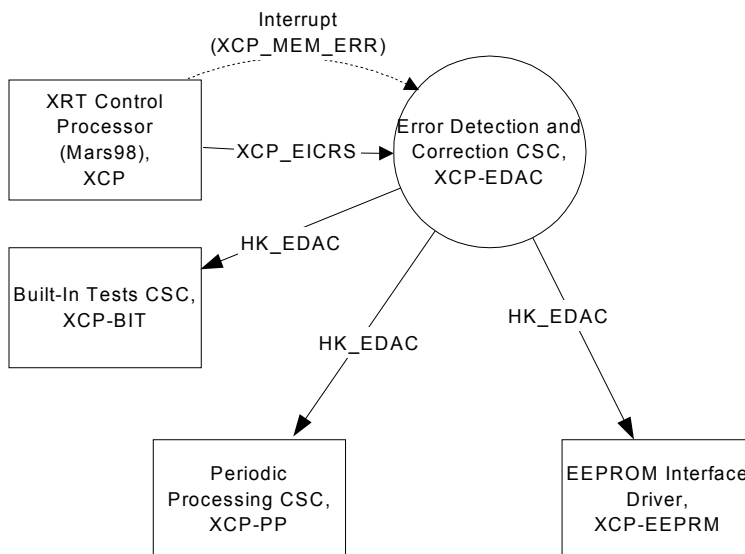 Interrupt
(XCP_MEM_ERR)
XRT Control
Processor
(Mars98),
XCP
XCP_EICRS
Error Detection and
Correction CSC,
XCP-EDAC
HK_EDAC
Built-In Tests CSC,
XCP-BIT
HK_EDAC
HK_EDAC
Periodic
Processing CSC,
XCP-PP
EEPROM Interface
Driver,
XCP-EEPRM